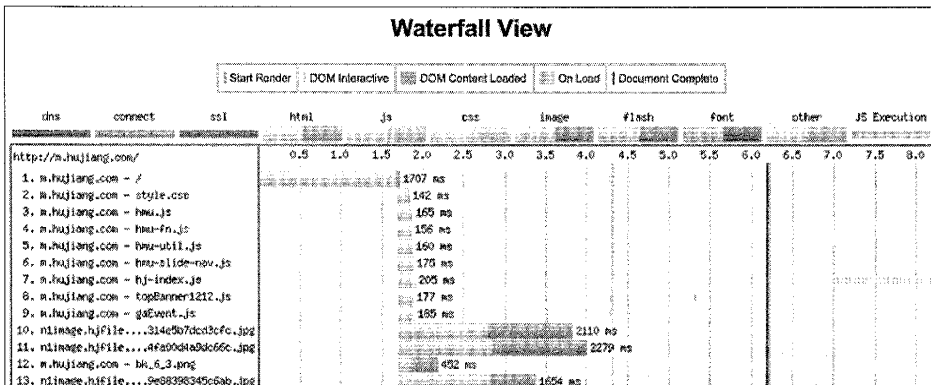 Waterfall View
Start Render DOM Interactive DOM Content Loaded On Load Document Complete
dns connect ssl html js css image flash font other JS Execution
http://m.hujiang.com/ 0.5 1.0 1.5 2.0 2.5 3.0 3.5 4.0 4.5 5.0 5.5 6.0 6.5 7.0 7.5 8.0
1. m.hujiang.com - / 1707 ms
2. m.hujiang.com - style.css 142 ms
3. m.hujiang.com - hmu.js 165 ms
4. m.hujiang.com - hmu-fn.js 156 ms
5. m.hujiang.com - hmu-util.js 160 ms
6. m.hujiang.com - hmu-slide-nav.js 175 ms
7. m.hujiang.com - hj-index.js 205 ms
8. m.hujiang.com - topBanner1212.js 177 ms
9. m.hujiang.com - gaEvent.js 185 ms
10. n1image.hjfile....314e5b7dcd3cfc.jpg 2110 ms
11. n1image.hjfile....4fa00d4a9dc66c.jpg 2279 ms
12. m.hujiang.com - bk_6_3.png 452 ms
13. n1image.hjfile....9e88398345c6ab.jpg 1654 ms